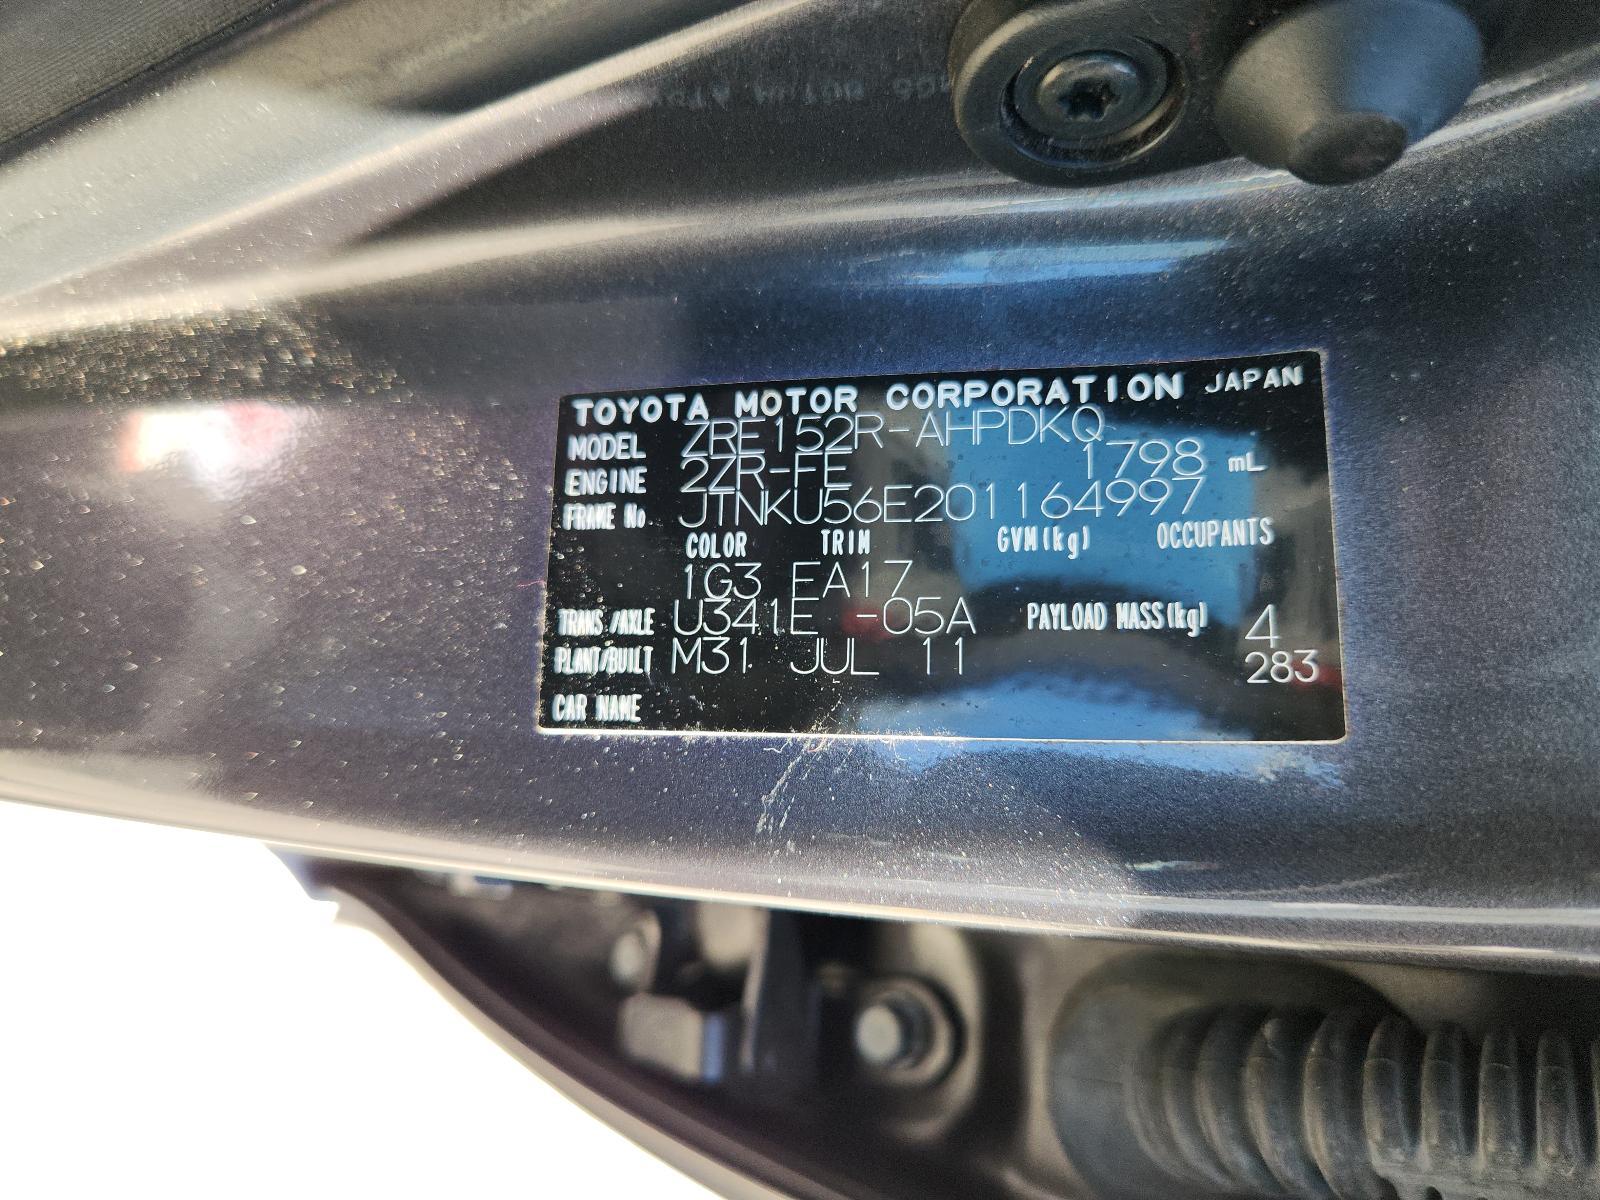 TOYOTA MOTOR CORPORATION JAPAN
MODEL ZRE152R-AHPDKQ
ENGINE 2ZR-FE 1798 mL
FRAME No. JTNKU56E201164997
COLOR TRIM GVM(kg) OCCUPANTS
1G3 EA17
TRANS./AXLE U341E -05A PAYLOAD MASS(kg) 4
PLANT/BUILT M31 JUL 11 283
CAR NAME